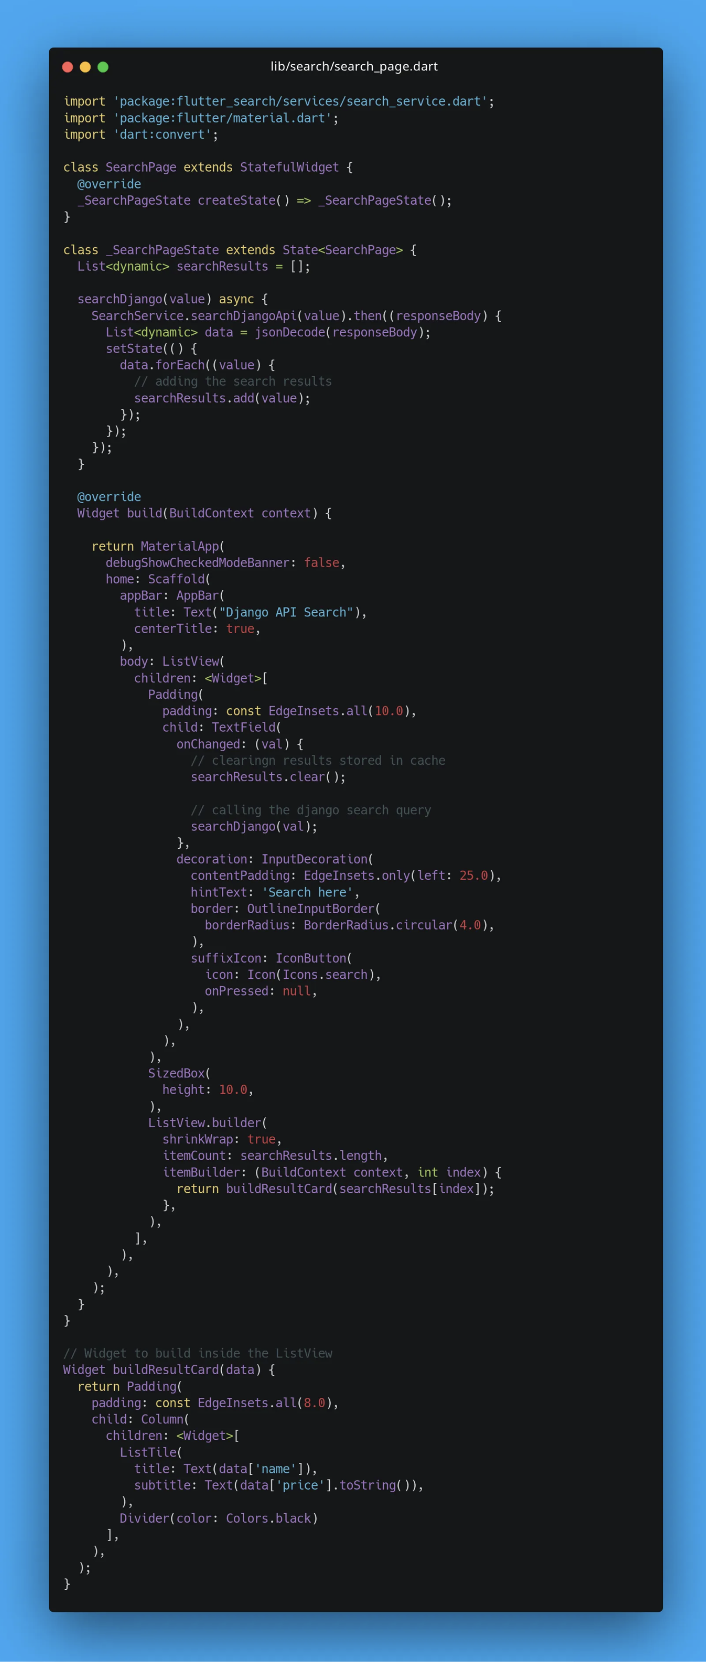 lib/search/search_page.dart
import 'package:flutter_search/services/search_service.dart';
import 'package:flutter/material.dart';
import 'dart:convert';

class SearchPage extends StatefulWidget {
  @override
  _SearchPageState createState() => _SearchPageState();
}

class _SearchPageState extends State<SearchPage> {
  List<dynamic> searchResults = [];

  searchDjango(value) async {
    SearchService.searchDjangoApi(value).then((responseBody) {
      List<dynamic> data = jsonDecode(responseBody);
      setState(() {
        data.forEach((value) {
          // adding the search results
          searchResults.add(value);
        });
      });
    });
  }

  @override
  Widget build(BuildContext context) {

    return MaterialApp(
      debugShowCheckedModeBanner: false,
      home: Scaffold(
        appBar: AppBar(
          title: Text("Django API Search"),
          centerTitle: true,
        ),
        body: ListView(
          children: <Widget>[
            Padding(
              padding: const EdgeInsets.all(10.0),
              child: TextField(
                onChanged: (val) {
                  // clearingn results stored in cache
                  searchResults.clear();

                  // calling the django search query
                  searchDjango(val);
                },
                decoration: InputDecoration(
                  contentPadding: EdgeInsets.only(left: 25.0),
                  hintText: 'Search here',
                  border: OutlineInputBorder(
                    borderRadius: BorderRadius.circular(4.0),
                  ),
                  suffixIcon: IconButton(
                    icon: Icon(Icons.search),
                    onPressed: null,
                  ),
                ),
              ),
            ),
            SizedBox(
              height: 10.0,
            ),
            ListView.builder(
              shrinkWrap: true,
              itemCount: searchResults.length,
              itemBuilder: (BuildContext context, int index) {
                return buildResultCard(searchResults[index]);
              },
            ),
          ],
        ),
      ),
    );
  }
}

// Widget to build inside the ListView
Widget buildResultCard(data) {
  return Padding(
    padding: const EdgeInsets.all(8.0),
    child: Column(
      children: <Widget>[
        ListTile(
          title: Text(data['name']),
          subtitle: Text(data['price'].toString()),
        ),
        Divider(color: Colors.black)
      ],
    ),
  );
}